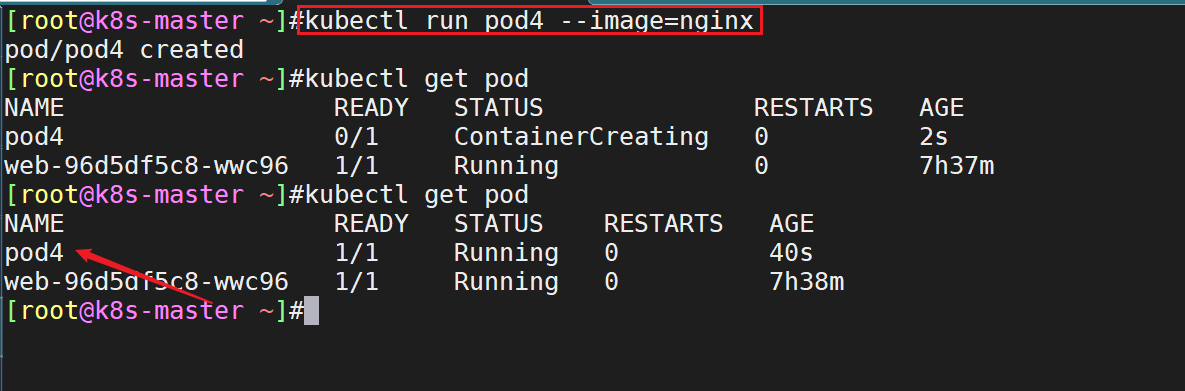 [root@k8s-master ~]#kubectl run pod4 --image=nginx
pod/pod4 created
[root@k8s-master ~]#kubectl get pod
NAME                  READY   STATUS              RESTARTS   AGE
pod4                  0/1     ContainerCreating   0          2s
web-96d5df5c8-wwc96   1/1     Running             0          7h37m
[root@k8s-master ~]#kubectl get pod
NAME                  READY   STATUS    RESTARTS   AGE
pod4                  1/1     Running   0          40s
web-96d5df5c8-wwc96   1/1     Running   0          7h38m
[root@k8s-master ~]#